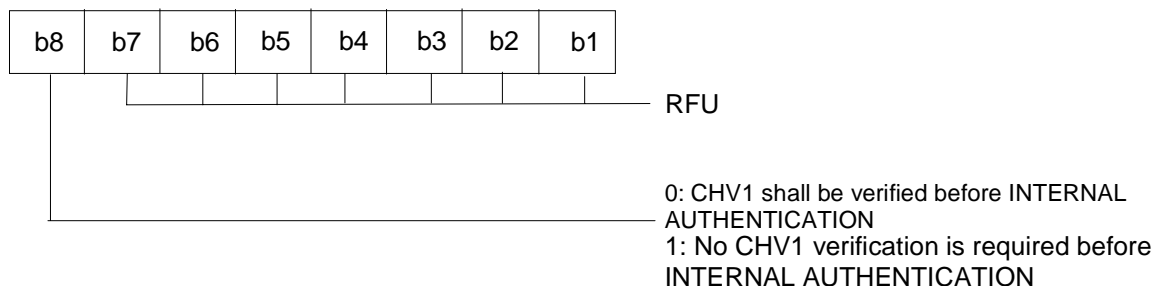 b8 b7 b6 b5 b4 b3 b2 b1
RFU
0: CHV1 shall be verified before INTERNAL
AUTHENTICATION
1: No CHV1 verification is required before
INTERNAL AUTHENTICATION